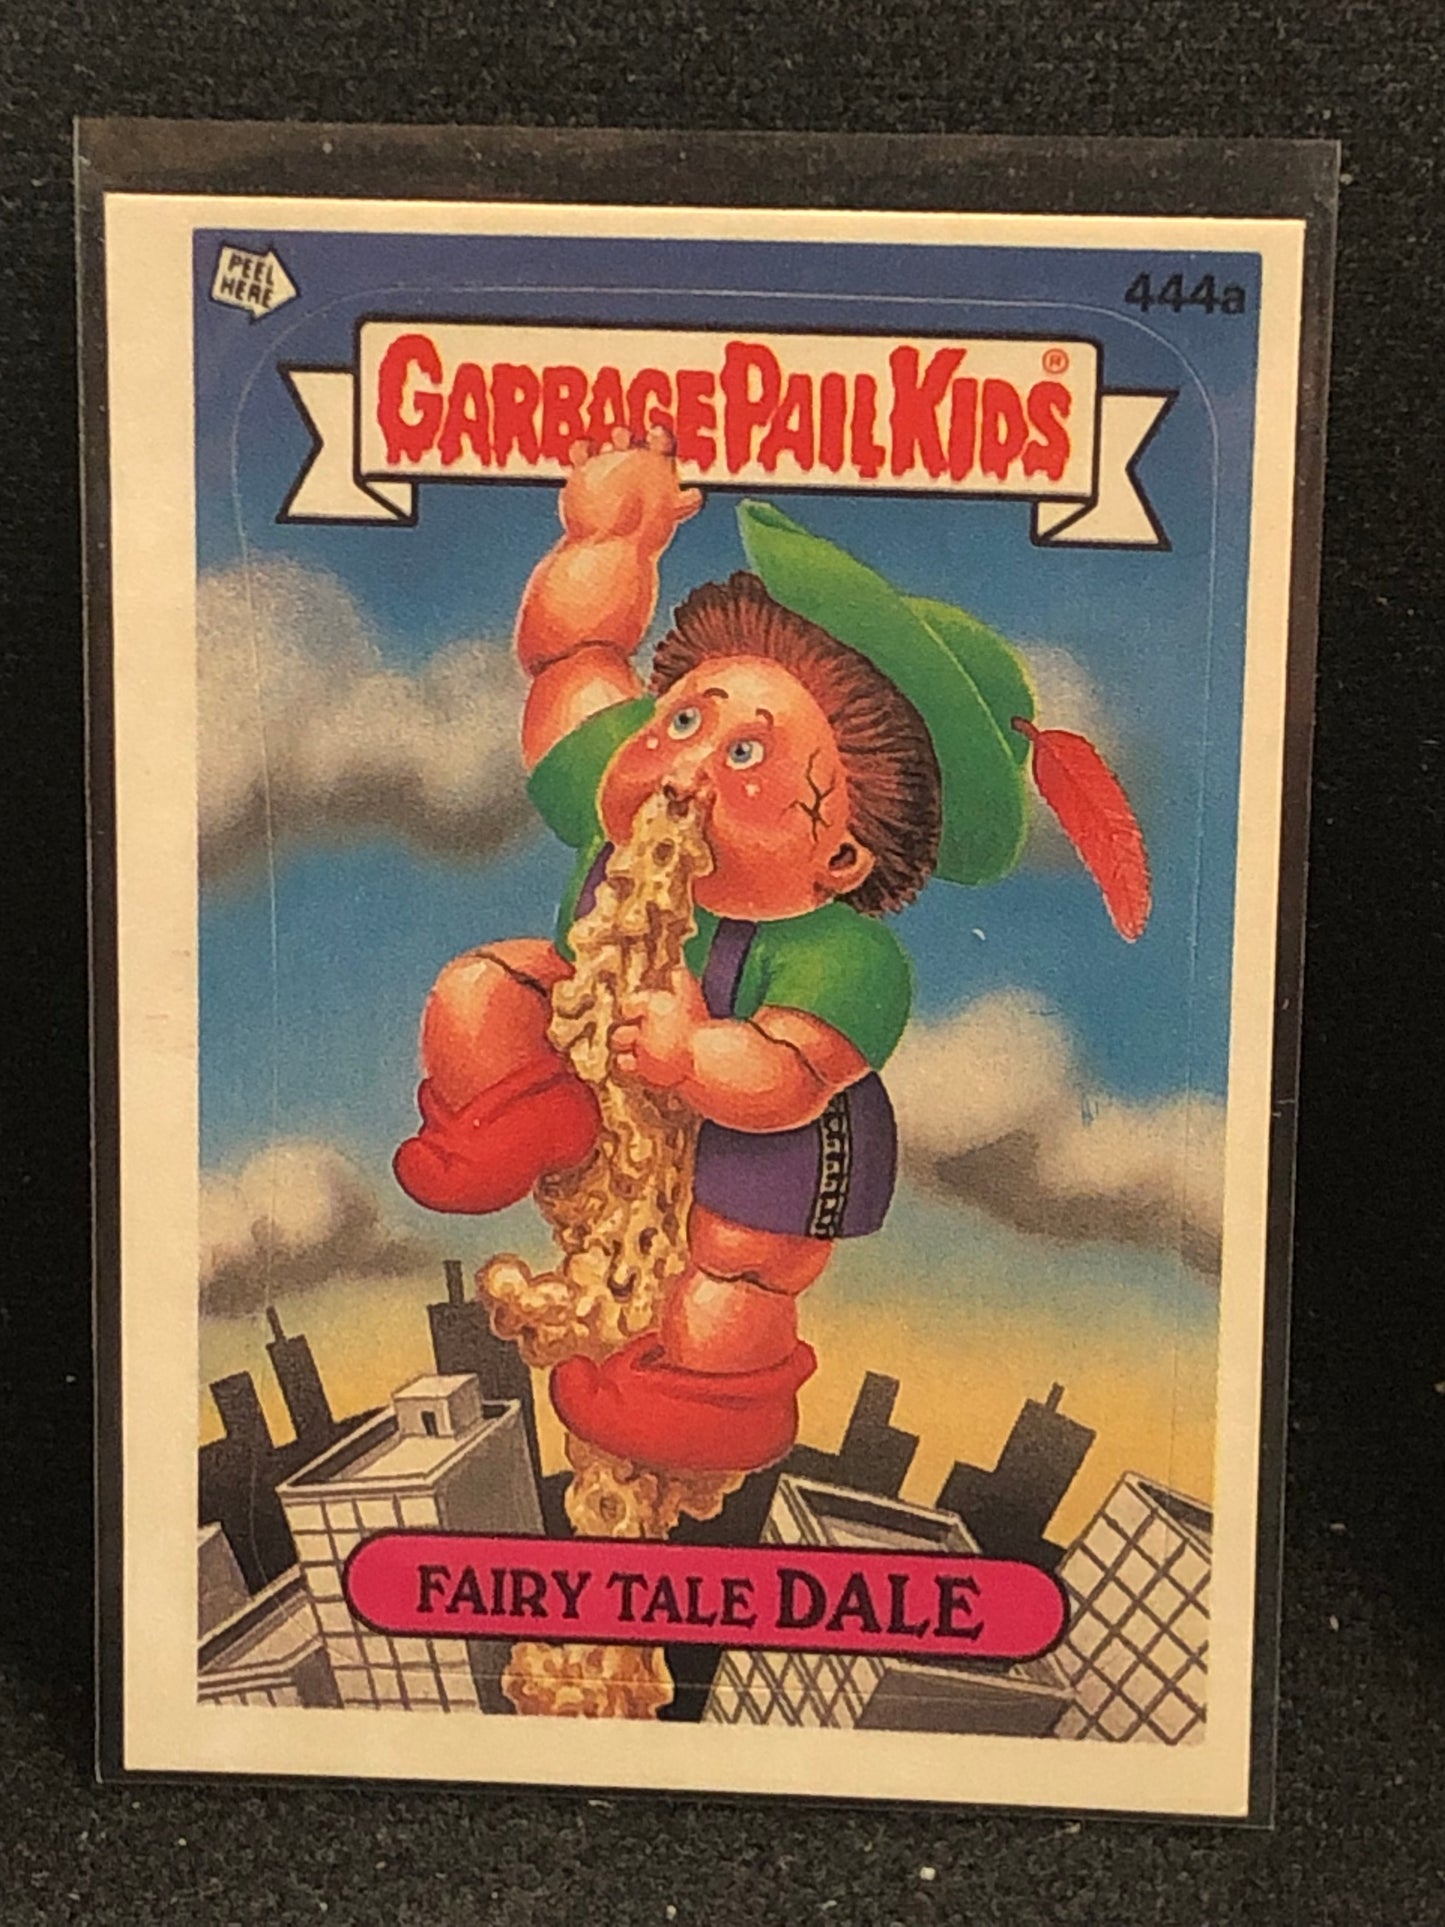 PEEL
HERE
444a
GARBAGE PAIL KIDS®
FAIRY TALE DALE